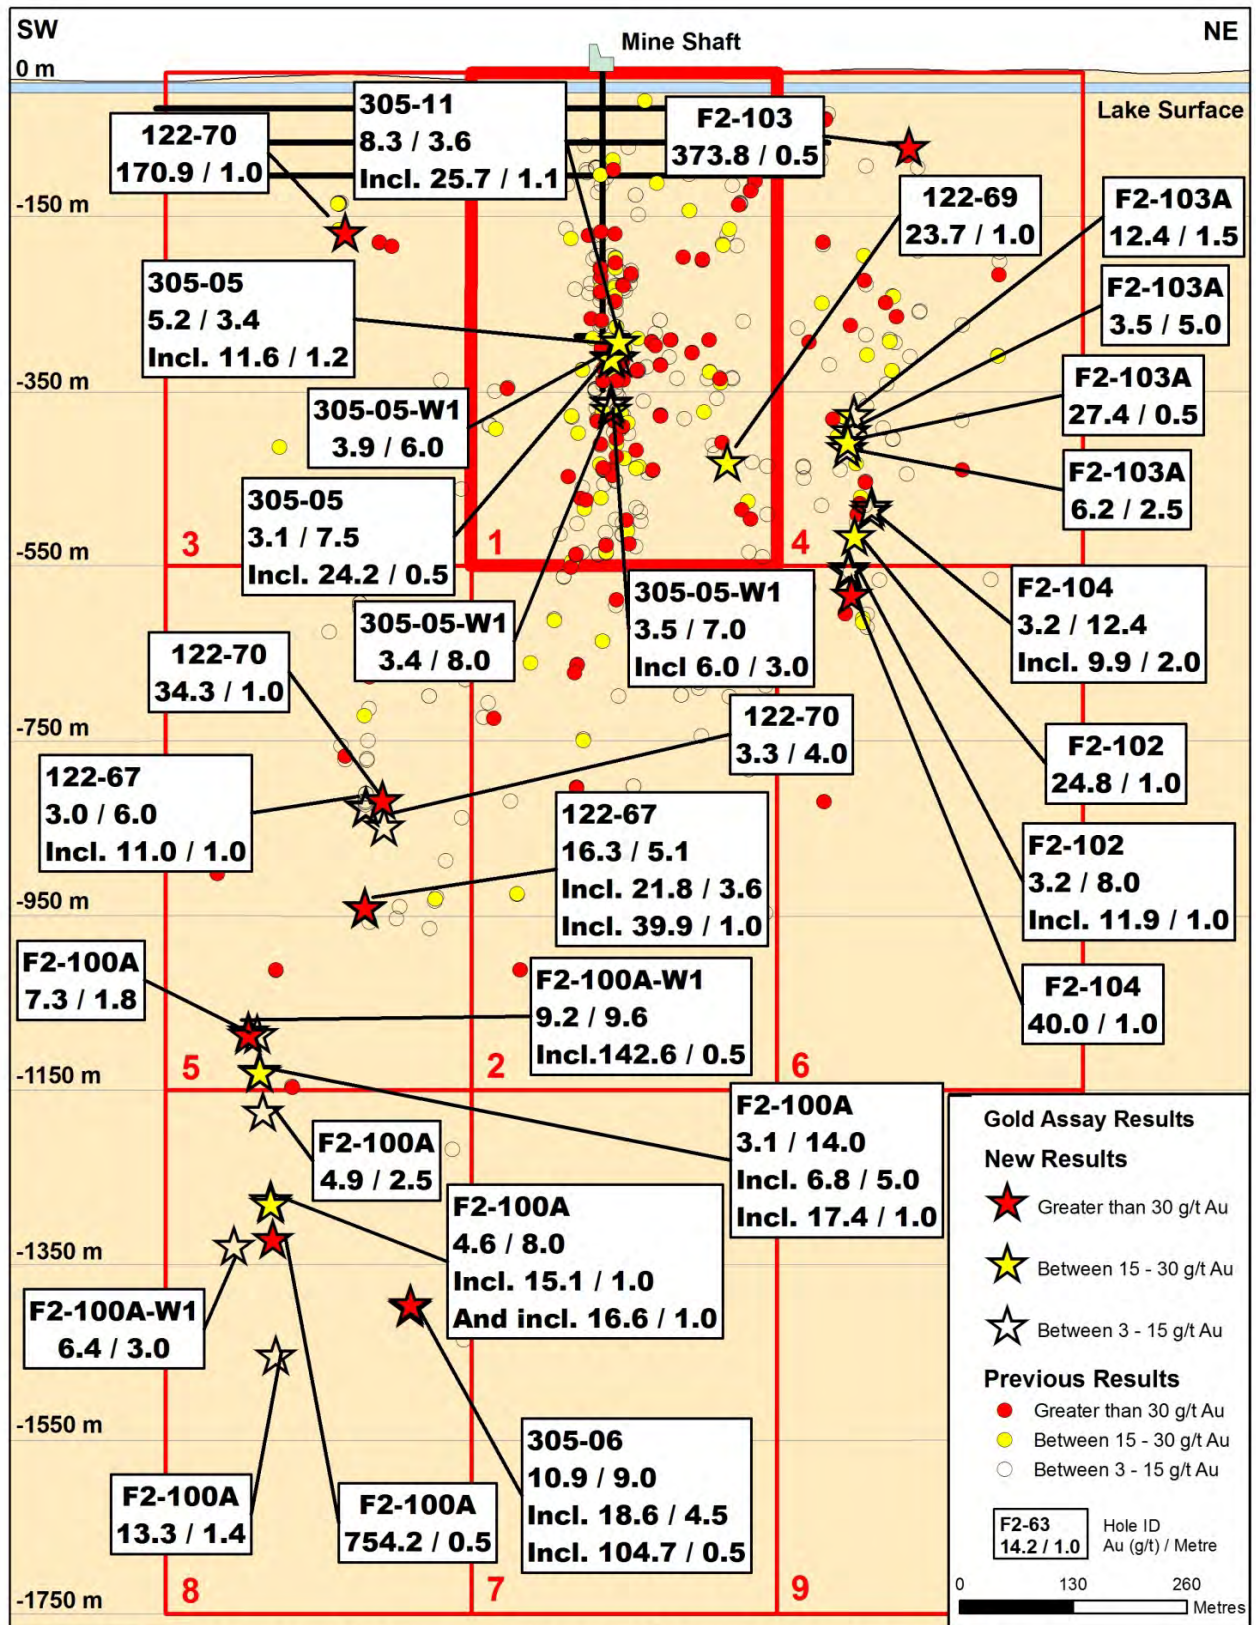 SW
NE
Mine Shaft
0 m
Lake Surface
305-11
8.3 / 3.6
Incl. 25.7 / 1.1
F2-103
373.8 / 0.5
122-70
170.9 / 1.0
-150 m
122-69
23.7 / 1.0
F2-103A
12.4 / 1.5
305-05
5.2 / 3.4
Incl. 11.6 / 1.2
F2-103A
3.5 / 5.0
-350 m
F2-103A
27.4 / 0.5
305-05-W1
3.9 / 6.0
F2-103A
6.2 / 2.5
305-05
3.1 / 7.5
Incl. 24.2 / 0.5
-550 m
3
1
4
305-05-W1
3.5 / 7.0
Incl 6.0 / 3.0
F2-104
3.2 / 12.4
Incl. 9.9 / 2.0
305-05-W1
3.4 / 8.0
122-70
34.3 / 1.0
-750 m
122-70
3.3 / 4.0
F2-102
24.8 / 1.0
122-67
3.0 / 6.0
Incl. 11.0 / 1.0
122-67
16.3 / 5.1
Incl. 21.8 / 3.6
Incl. 39.9 / 1.0
F2-102
3.2 / 8.0
Incl. 11.9 / 1.0
-950 m
F2-100A
7.3 / 1.8
F2-100A-W1
9.2 / 9.6
Incl.142.6 / 0.5
F2-104
40.0 / 1.0
5
2
6
-1150 m
F2-100A
3.1 / 14.0
Incl. 6.8 / 5.0
Incl. 17.4 / 1.0
F2-100A
4.9 / 2.5
F2-100A
4.6 / 8.0
Incl. 15.1 / 1.0
And incl. 16.6 / 1.0
-1350 m
F2-100A-W1
6.4 / 3.0
305-06
10.9 / 9.0
Incl. 18.6 / 4.5
Incl. 104.7 / 0.5
-1550 m
F2-100A
13.3 / 1.4
F2-100A
754.2 / 0.5
8
7
9
-1750 m
Gold Assay Results
New Results
Greater than 30 g/t Au
Between 15 - 30 g/t Au
Between 3 - 15 g/t Au
Previous Results
Greater than 30 g/t Au
Between 15 - 30 g/t Au
Between 3 - 15 g/t Au
F2-63
14.2 / 1.0
Hole ID
Au (g/t) / Metre
0
130
260
Metres